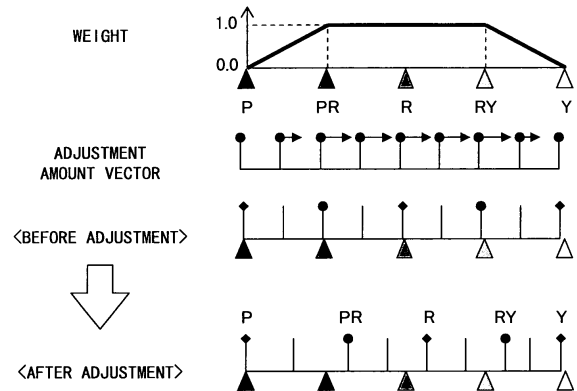 1.0
WEIGHT
0.0
P PR R RY Y
ADJUSTMENT
AMOUNT VECTOR
<BEFORE ADJUSTMENT>
P PR R RY Y
<AFTER ADJUSTMENT>